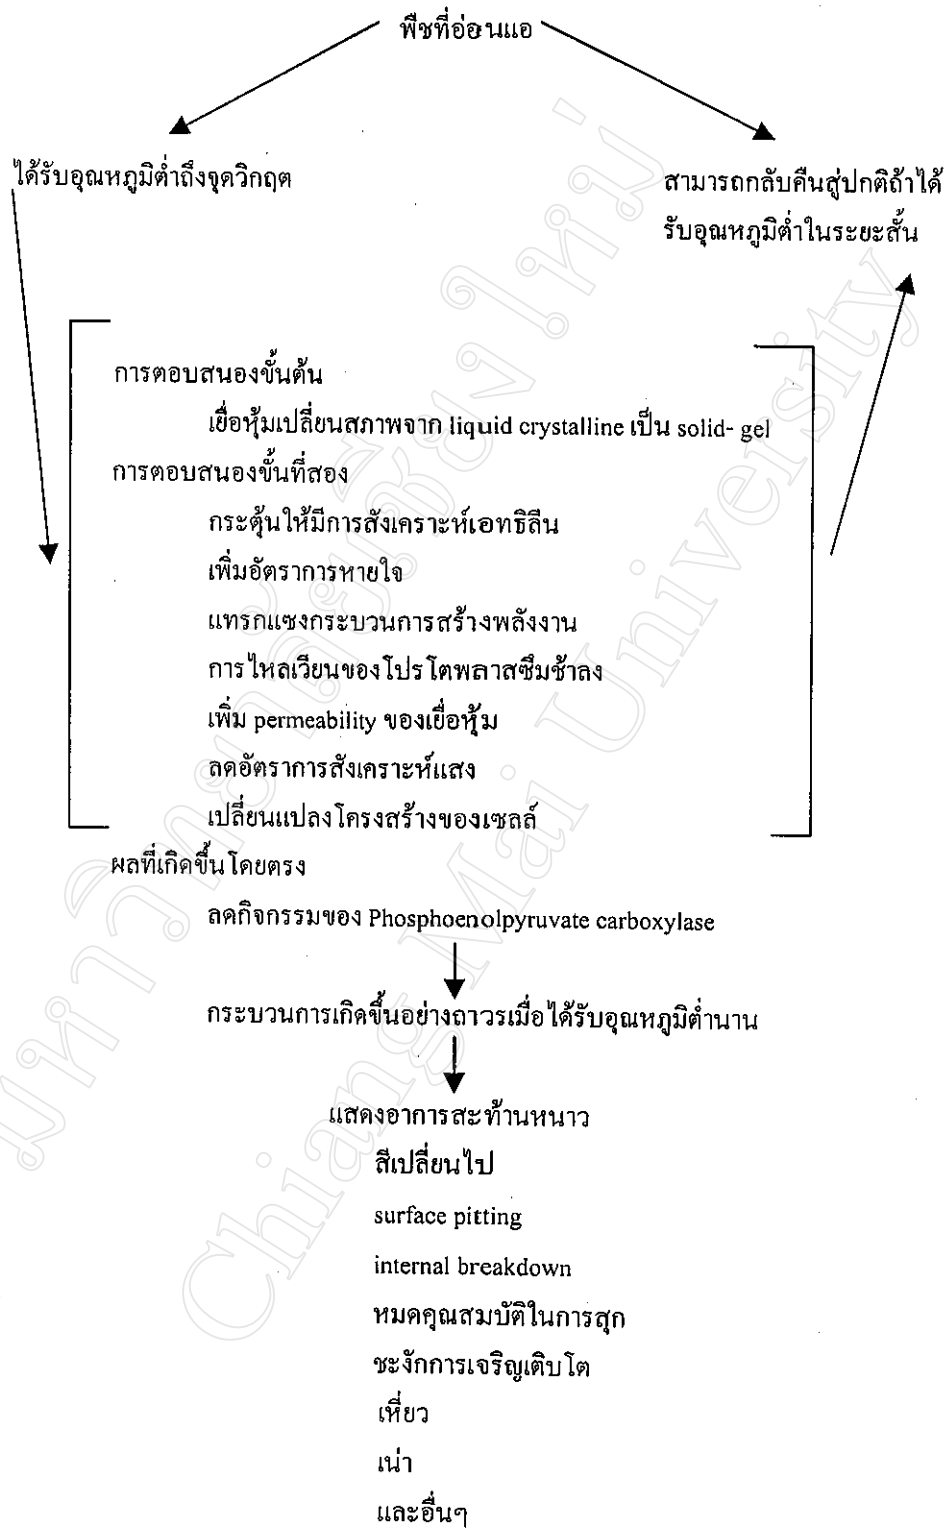 พืชที่อ่อนแอ
ได้รับอุณหภูมิต่ำถึงจุดวิกฤต
สามารถกลับคืนสู่ปกติถ้าได้
รับอุณหภูมิต่ำในระยะสั้น
การตอบสนองขั้นต้น
เยื่อหุ้มเปลี่ยนสภาพจาก liquid crystalline เป็น solid- gel
การตอบสนองขั้นที่สอง
กระตุ้นให้มีการสังเคราะห์เอทธิลีน
เพิ่มอัตราการหายใจ
แทรกแซงกระบวนการสร้างพลังงาน
การไหลเวียนของโปรโตพลาสซึมช้าลง
เพิ่ม permeability ของเยื่อหุ้ม
ลดอัตราการสังเคราะห์แสง
เปลี่ยนแปลงโครงสร้างของเซลล์
ผลที่เกิดขึ้นโดยตรง
ลดกิจกรรมของ Phosphoenolpyruvate carboxylase
กระบวนการเกิดขึ้นอย่างถาวรเมื่อได้รับอุณหภูมิต่ำนาน
แสดงอาการสะท้านหนาว
สีเปลี่ยนไป
surface pitting
internal breakdown
หมดคุณสมบัติในการสุก
ชะงักการเจริญเติบโต
เหี่ยว
เน่า
และอื่นๆ
มหาวิทยาลัยเชียงใหม่
Chiang Mai University